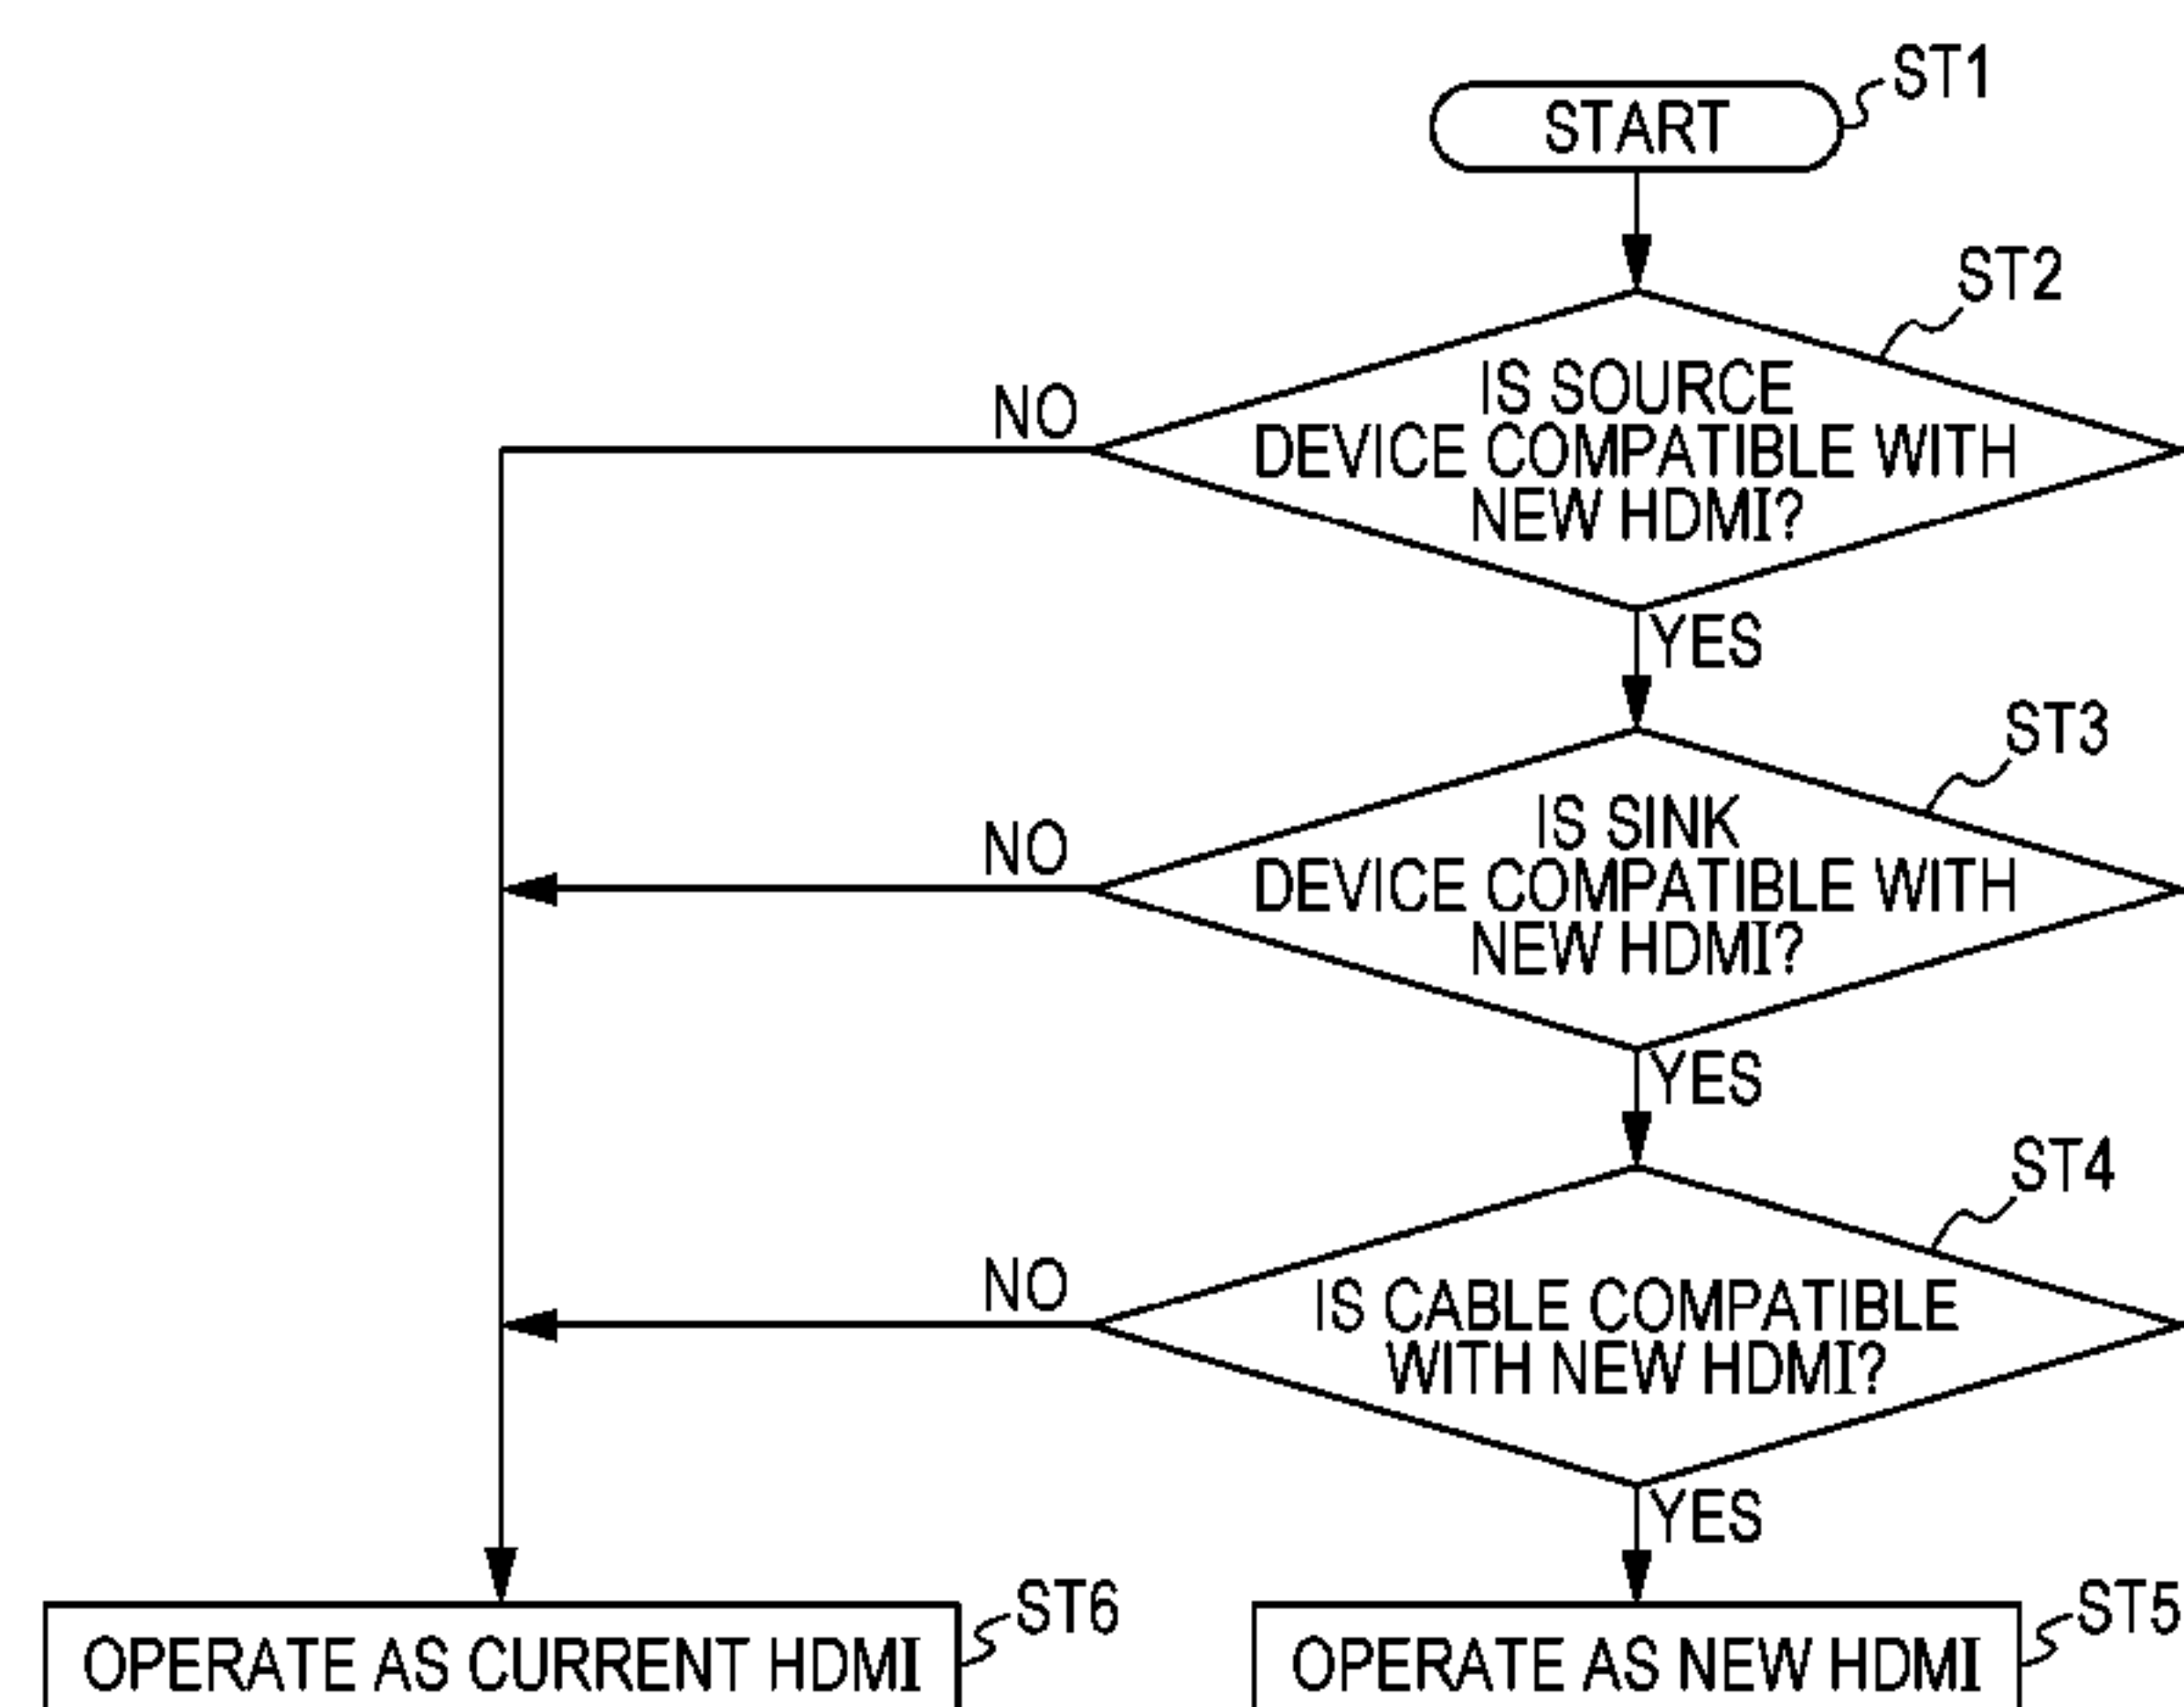 START
ST1
ST2
IS SOURCE
DEVICE COMPATIBLE WITH
NEW HDMI?
NO
YES
ST3
IS SINK
DEVICE COMPATIBLE WITH
NEW HDMI?
NO
YES
ST4
IS CABLE COMPATIBLE
WITH NEW HDMI?
NO
YES
ST6
OPERATE AS CURRENT HDMI
ST5
OPERATE AS NEW HDMI